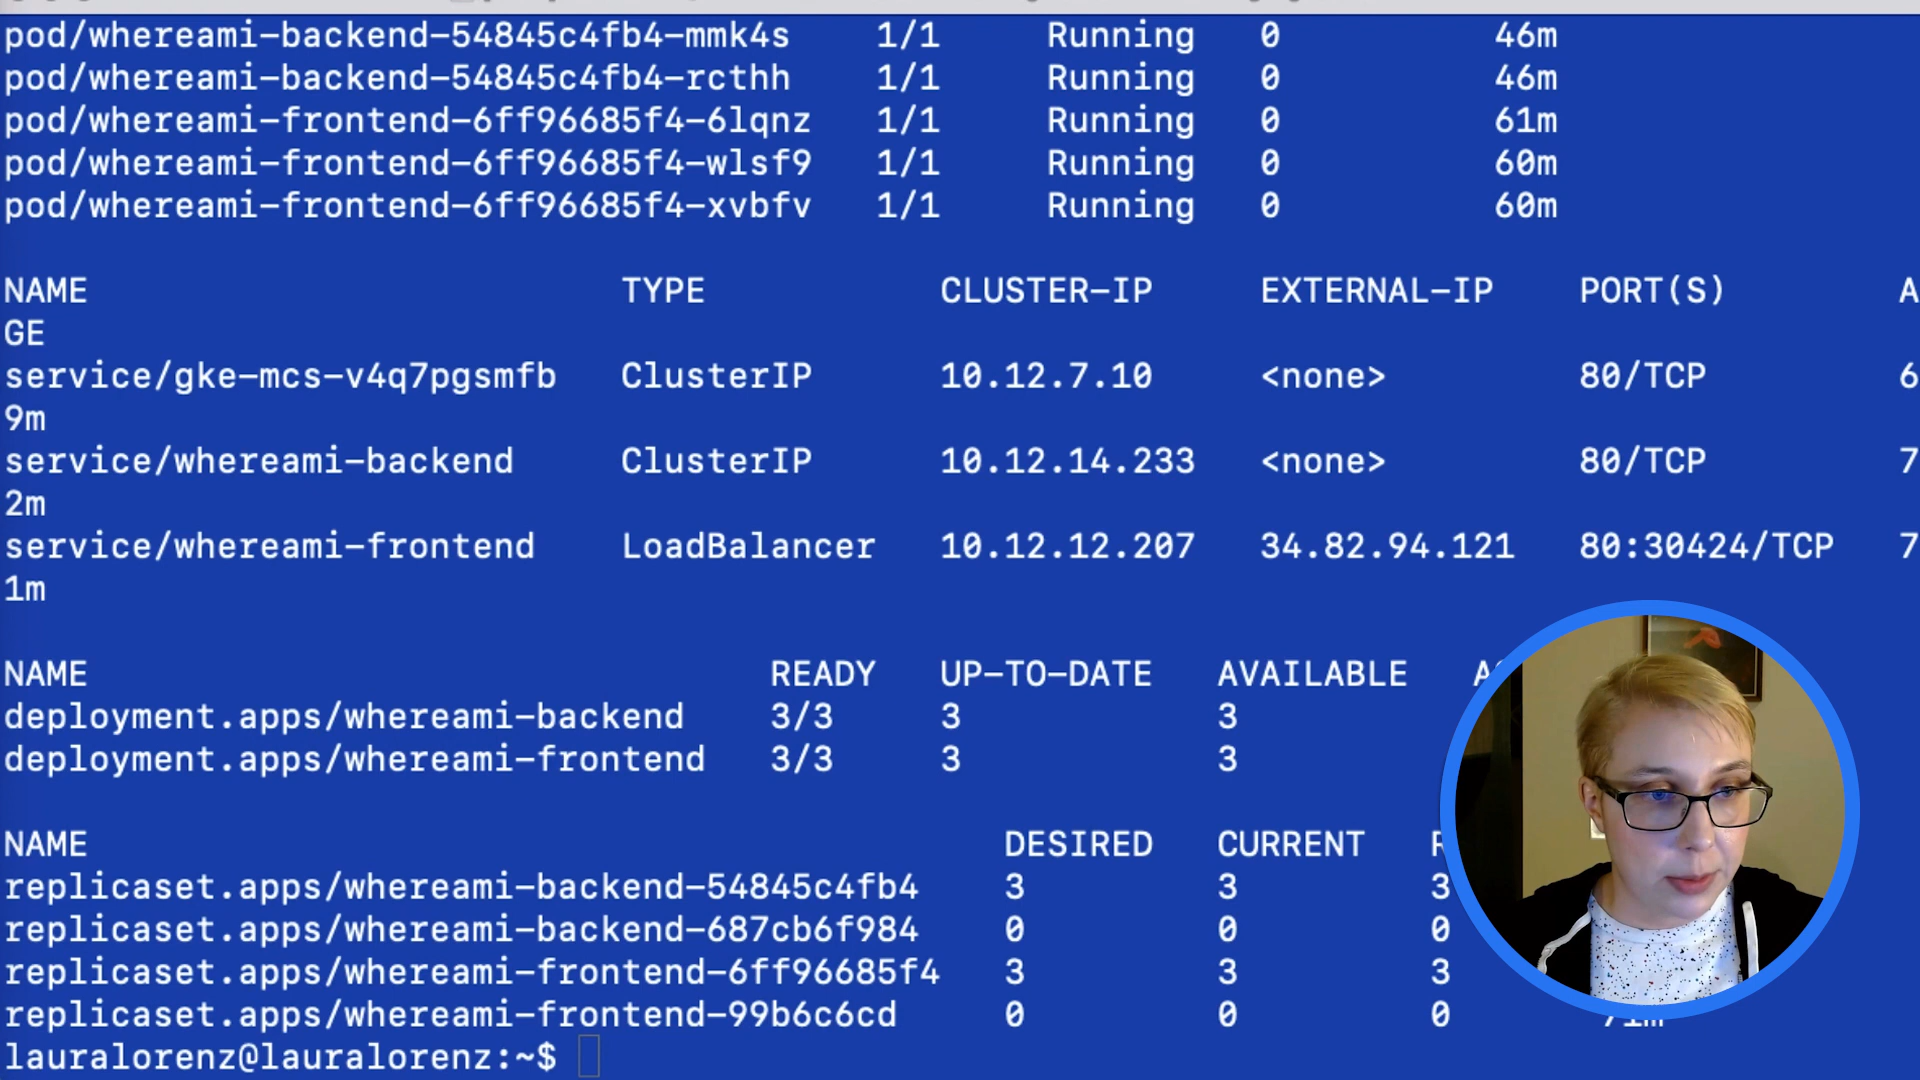 pod/whereami-backend-54845c4fb4-mmk4s 1/1 Running 0 46m
pod/whereami-backend-54845c4fb4-rcthh 1/1 Running 0 46m
pod/whereami-frontend-6ff96685f4-6lqnz 1/1 Running 0 61m
pod/whereami-frontend-6ff96685f4-wlsf9 1/1 Running 0 60m
pod/whereami-frontend-6ff96685f4-xvbfv 1/1 Running 0 60m
NAME TYPE CLUSTER-IP EXTERNAL-IP PORT(S) A
GE
service/gke-mcs-v4q7pgsmfb ClusterIP 10.12.7.10 <none> 80/TCP 6
9m
service/whereami-backend ClusterIP 10.12.14.233 <none> 80/TCP 7
2m
service/whereami-frontend LoadBalancer 10.12.12.207 34.82.94.121 80:30424/TCP 7
1m
NAME READY UP-TO-DATE AVAILABLE
deployment.apps/whereami-backend 3/3 3 3
deployment.apps/whereami-frontend 3/3 3 3
NAME DESIRED CURRENT
replicaset.apps/whereami-backend-54845c4fb4 3 3 3
replicaset.apps/whereami-backend-687cb6f984 0 0 0
replicaset.apps/whereami-frontend-6ff96685f4 3 3 3
replicaset.apps/whereami-frontend-99b6c6cd 0 0 0
lauralorenz@lauralorenz:~$